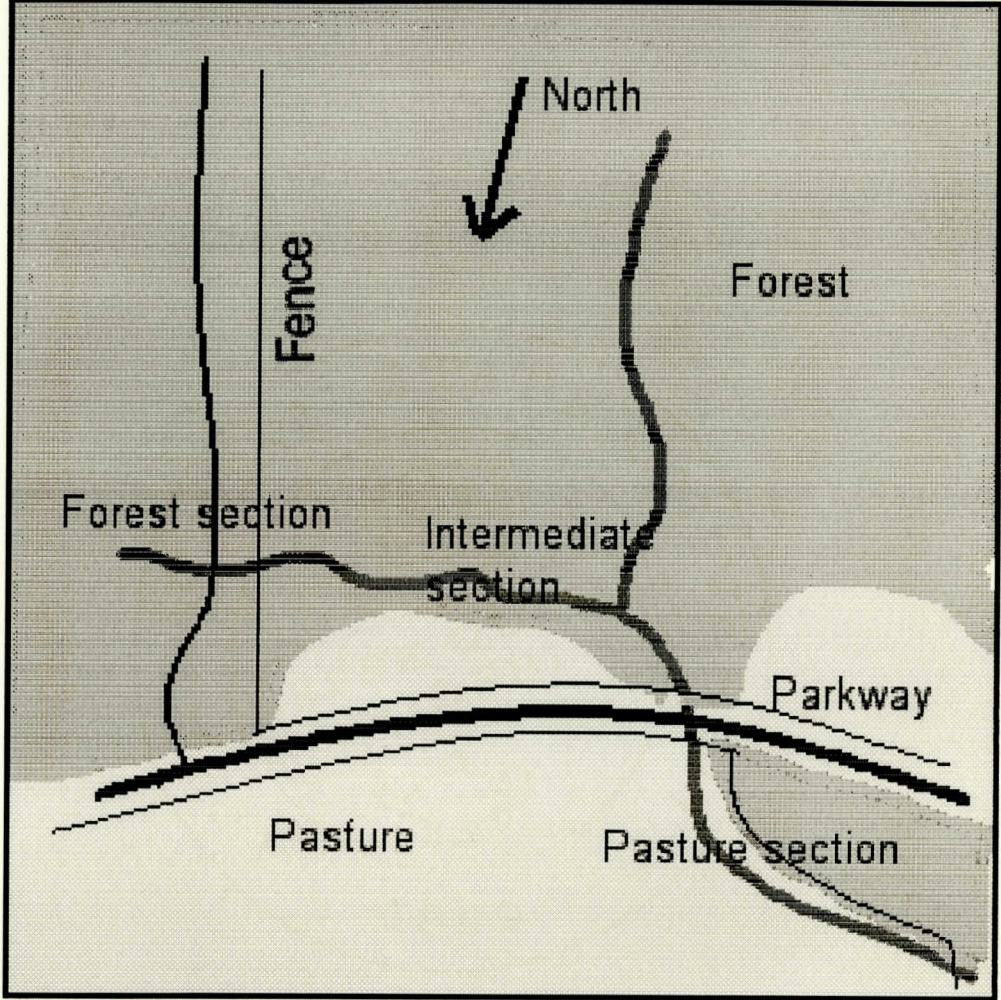 North
Forest
Fence
Forest section
Intermediate
section
Parkway
Pasture
Pasture section